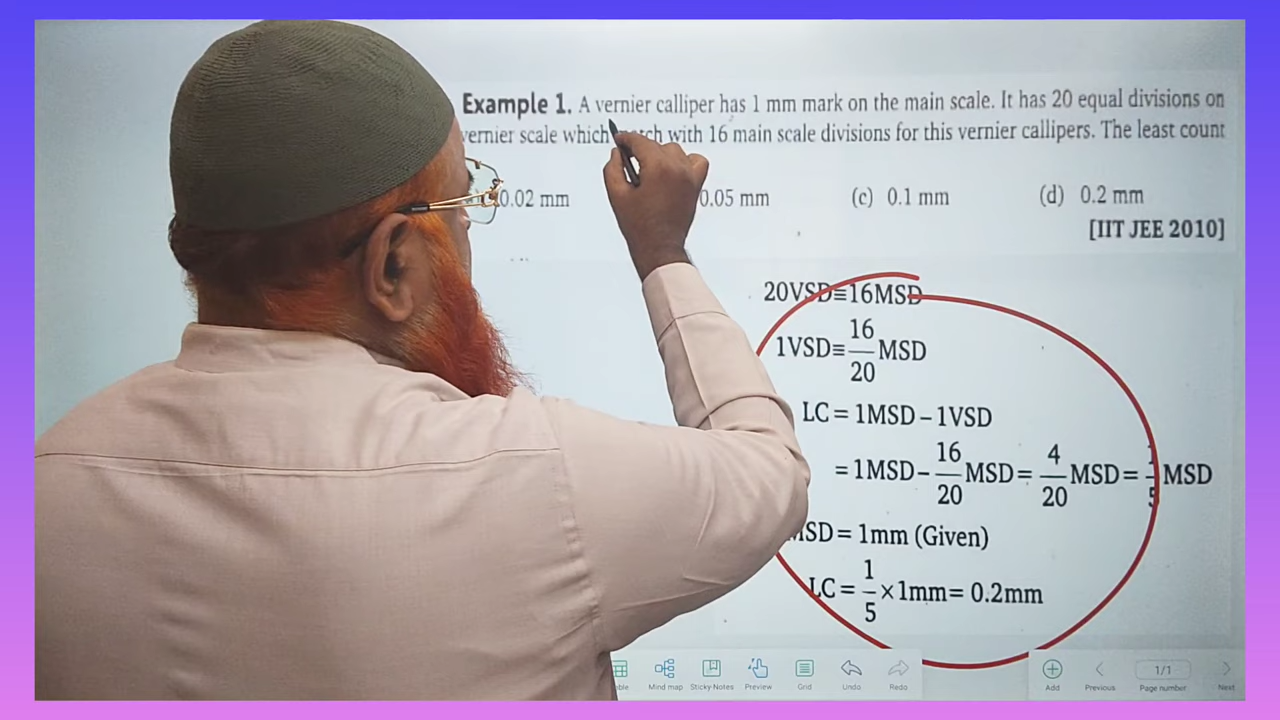 Example 1. A vernier calliper has 1 mm mark on the main scale. It has 20 equal divisions on
vernier scale which with 16 main scale divisions for this vernier callipers. The least count
0.02 mm 0.05 mm (c) 0.1 mm (d) 0.2 mm
[IIT JEE 2010]
20VSD≡16MSD
1VSD≡16/20 MSD
LC = 1MSD – 1VSD
= 1MSD – 16/20 MSD = 4/20 MSD = 1/5 MSD
MSD = 1mm (Given)
LC = 1/5 × 1mm = 0.2mm
Mind map Sticky-Notes Preview Grid Undo Redo Add Previous 1/1 Page number Next